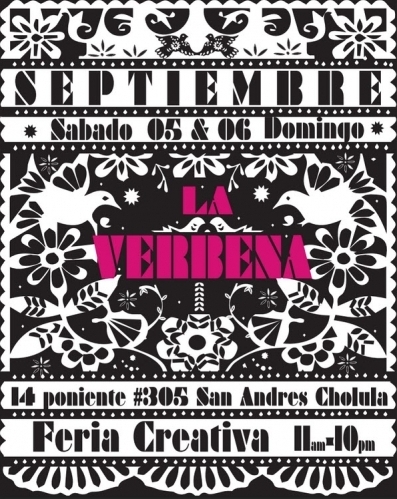 SEPTIEMBRE
Sabado 05 & 06 Domingo
LA
VERBENA
14 poniente #305 San Andres Cholula
Feria Creativa 11am-10pm